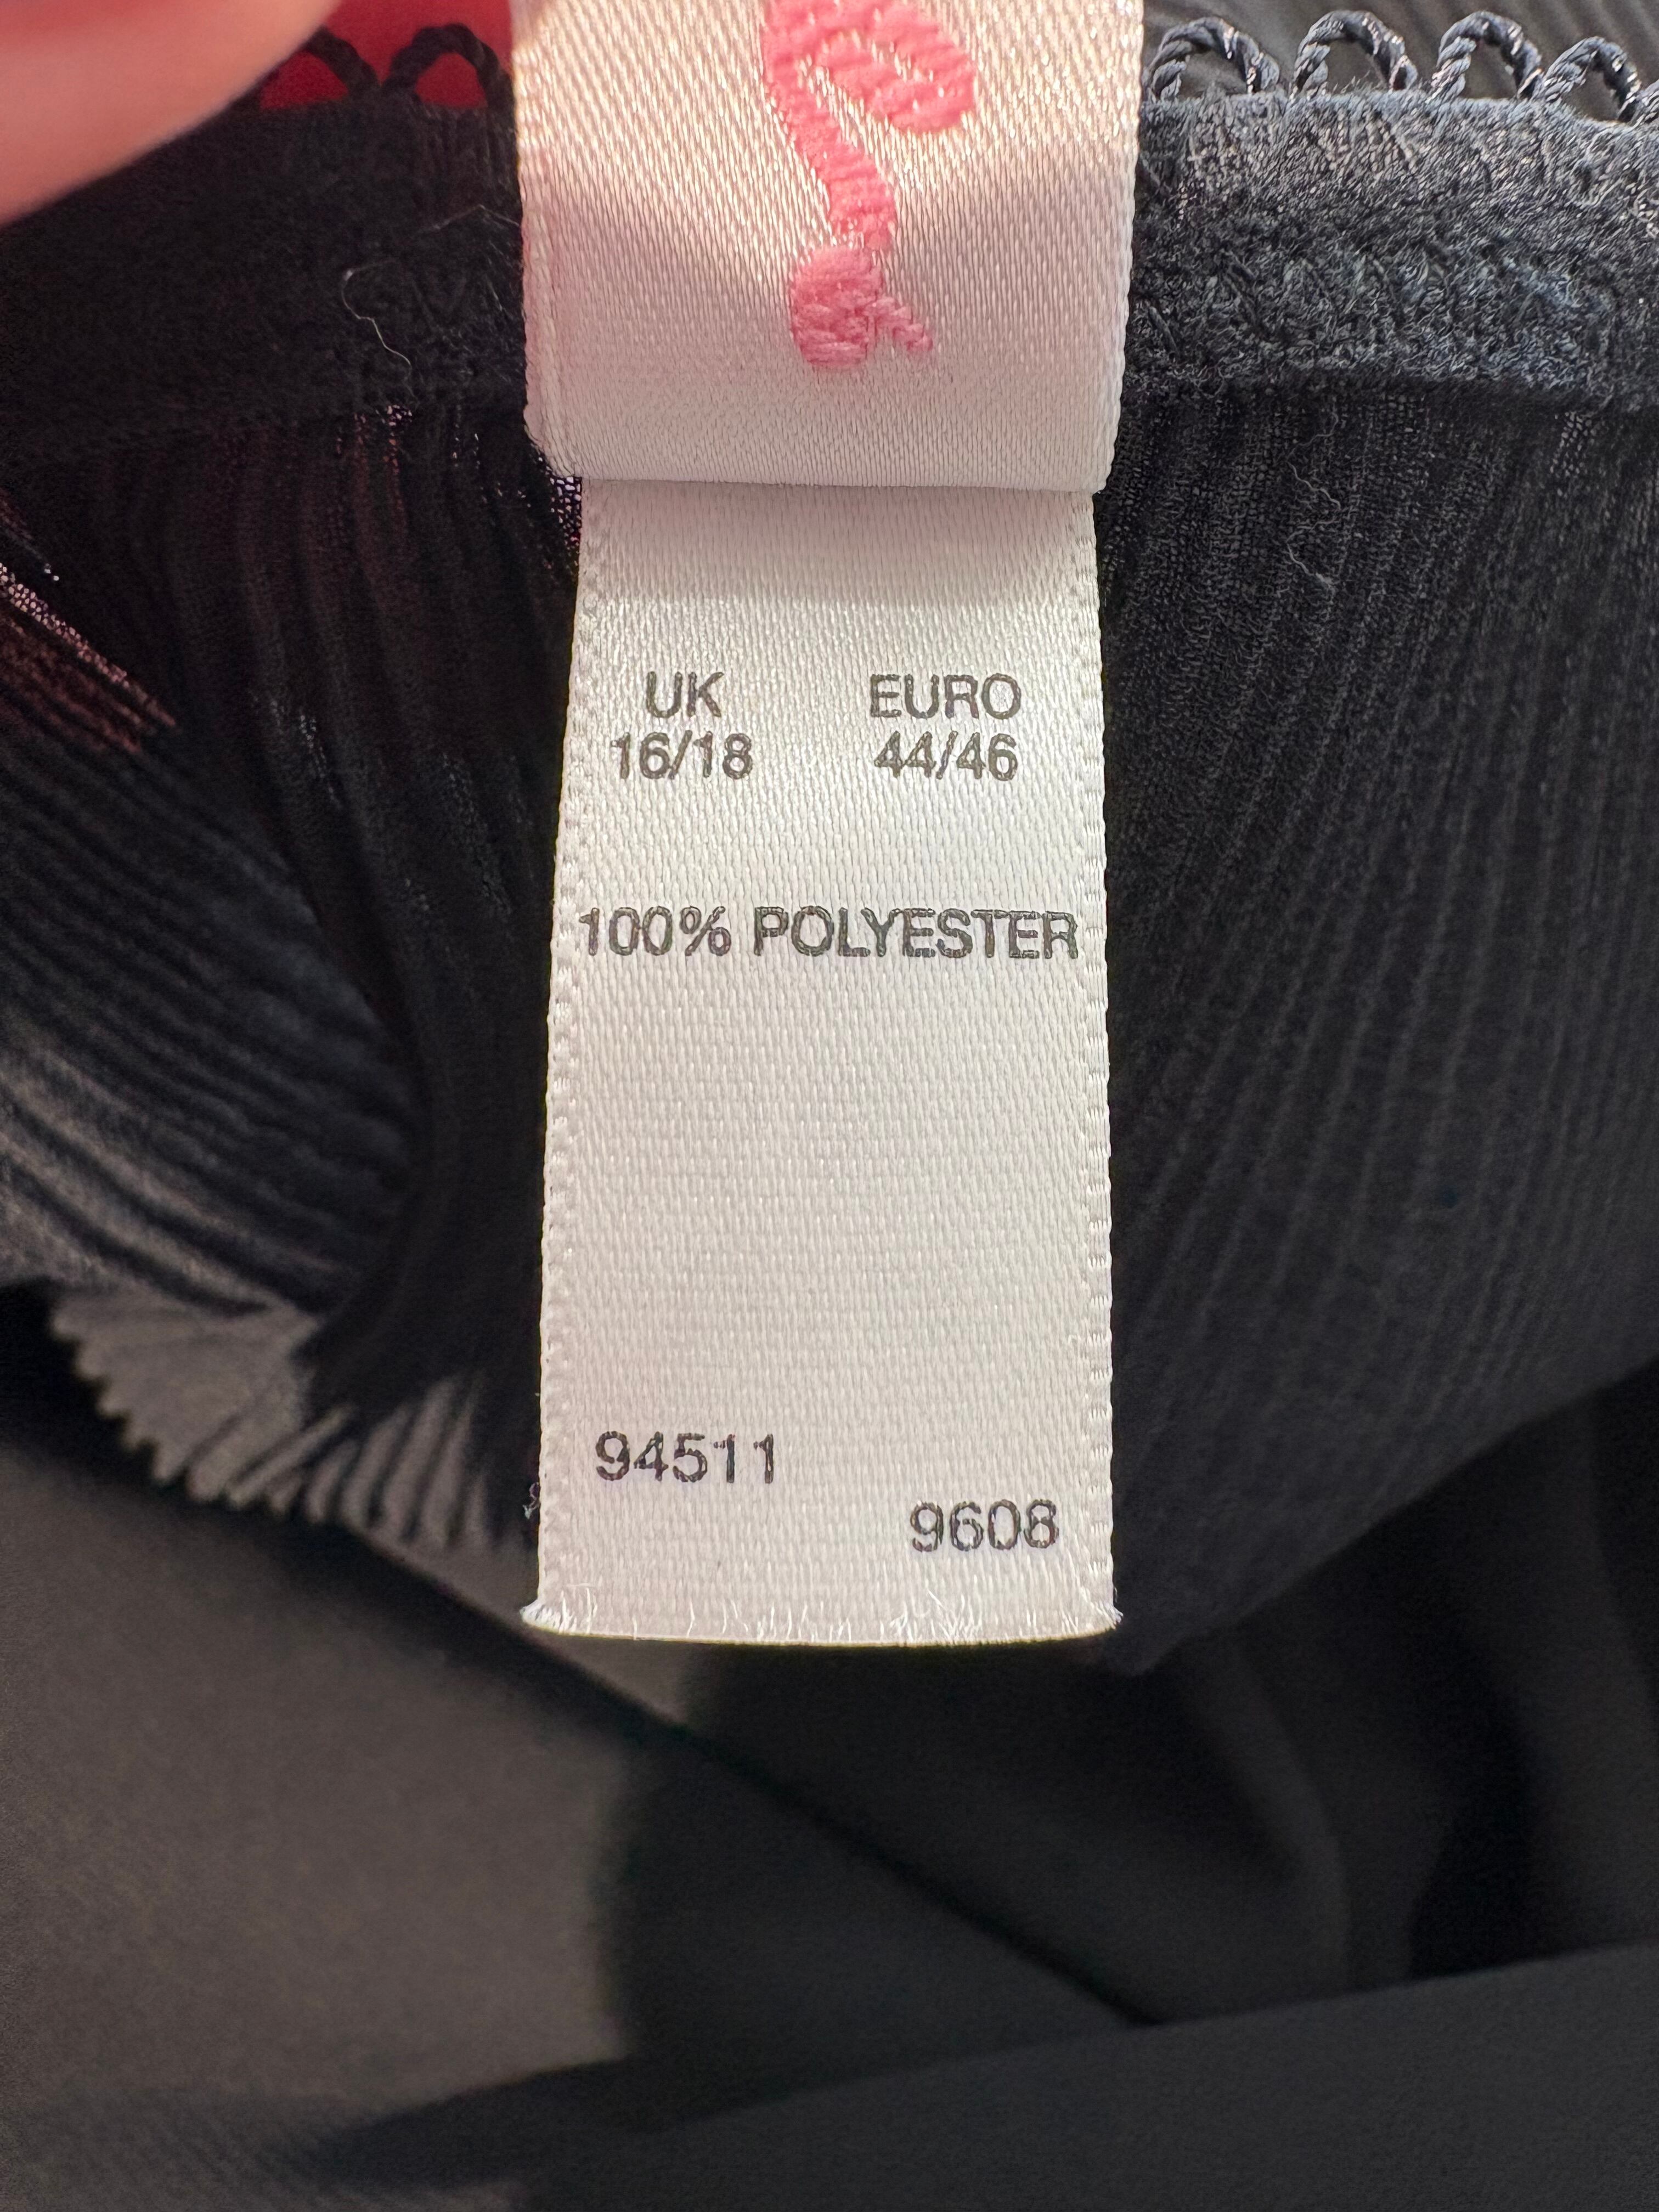 UK EURO
16/18 44/46
100% POLYESTER
94511
9608